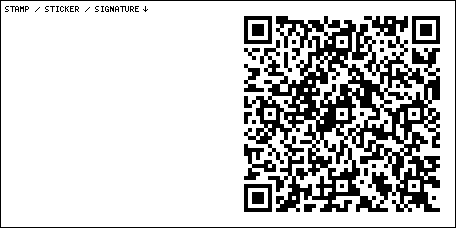 STAMP / STICKER / SIGNATURE ↓